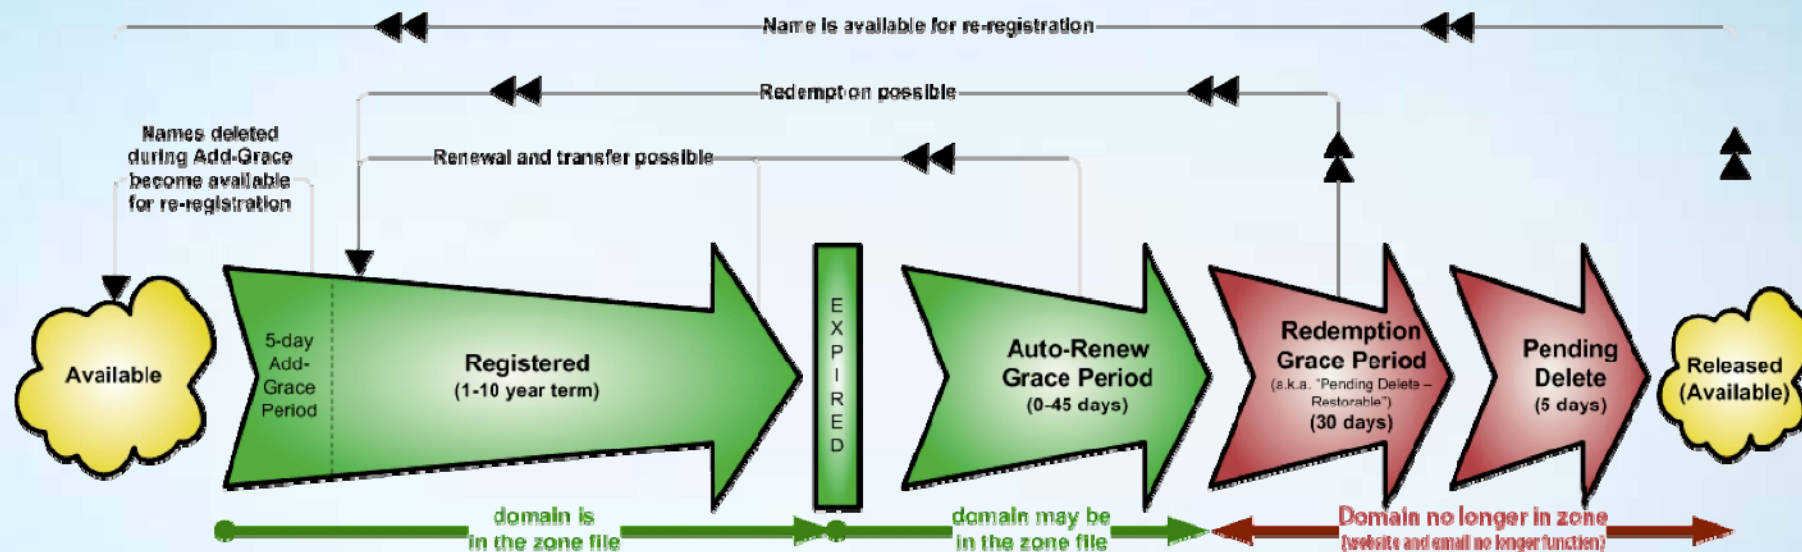 Name is available for re-registration
Redemption possible
Names deleted
during Add-Grace
become available
for re-registration
Renewal and transfer possible
Available
5-day
Add-
Grace
Period
Registered
(1-10 year term)
EXPIRED
Auto-Renew
Grace Period
(0-45 days)
Redemption
Grace Period
(a.k.a. "Pending Delete –
Restorable")
(30 days)
Pending
Delete
(5 days)
Released
(Available)
domain is
in the zone file
domain may be
in the zone file
Domain no longer in zone
(website and email no longer function)